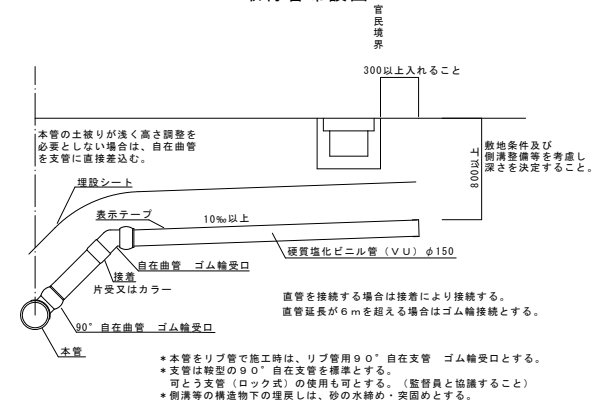 官民境界
300以上入れること
本管の土被りが浅く高さ調整を
必要としない場合は、自在曲管
を支管に直接差込む。
800以上
敷地条件及び
側溝整備等を考慮し
深さを決定すること。
埋設シート
表示テープ
10‰以上
硬質塩化ビニル管(VU)φ150
自在曲管 ゴム輪受口
接着
片受又はカラー
90°自在曲管 ゴム輪受口
本管
直管を接続する場合は接着により接続する。
直管延長が6mを超える場合はゴム輪接続とする。
*本管をリブ管で施工時は、リブ管用90°自在支管 ゴム輪受口とする。
*支管は鞍型の90°自在支管を標準とする。
可とう支管(ロック式)の使用も可とする。(監督員と協議すること)
*側溝等の構造物下の埋戻しは、砂の水締め・突固めとする。